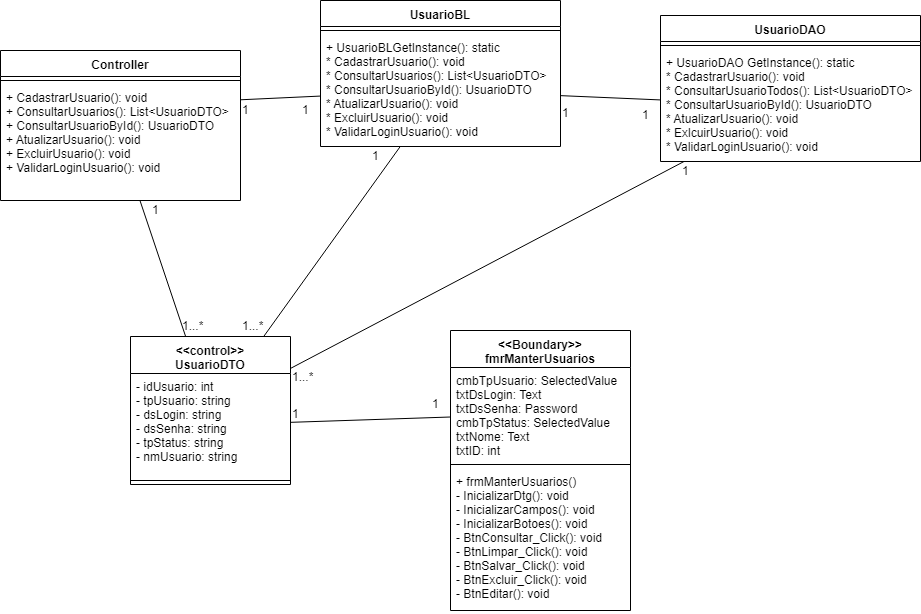 Controller
+ CadastrarUsuario(): void
+ ConsultarUsuarios(): List<UsuarioDTO>
+ ConsultarUsuarioById(): UsuarioDTO
+ AtualizarUsuario(): void
+ ExcluirUsuario(): void
+ ValidarLoginUsuario(): void
UsuarioBL
+ UsuarioBLGetInstance(): static
* CadastrarUsuario(): void
* ConsultarUsuarios(): List<UsuarioDTO>
* ConsultarUsuarioById(): UsuarioDTO
* AtualizarUsuario(): void
* ExcluirUsuario(): void
* ValidarLoginUsuario(): void
UsuarioDAO
+ UsuarioDAO GetInstance(): static
* CadastrarUsuario(): void
* ConsultarUsuarioTodos(): List<UsuarioDTO>
* ConsultarUsuarioById(): UsuarioDTO
* AtualizarUsuario(): void
* ExlcuirUsuario(): void
* ValidarLoginUsuario(): void
1
1
1
1
1
1
1
1...*
1...*
1...*
1
1
<<control>>
UsuarioDTO
- idUsuario: int
- tpUsuario: string
- dsLogin: string
- dsSenha: string
- tpStatus: string
- nmUsuario: string
<<Boundary>>
fmrManterUsuarios
cmbTpUsuario: SelectedValue
txtDsLogin: Text
txtDsSenha: Password
cmbTpStatus: SelectedValue
txtNome: Text
txtID: int
+ frmManterUsuarios()
- InicializarDtg(): void
- InicializarCampos(): void
- InicializarBotoes(): void
- BtnConsultar_Click(): void
- BtnLimpar_Click(): void
- BtnSalvar_Click(): void
- BtnExcluir_Click(): void
- BtnEditar(): void